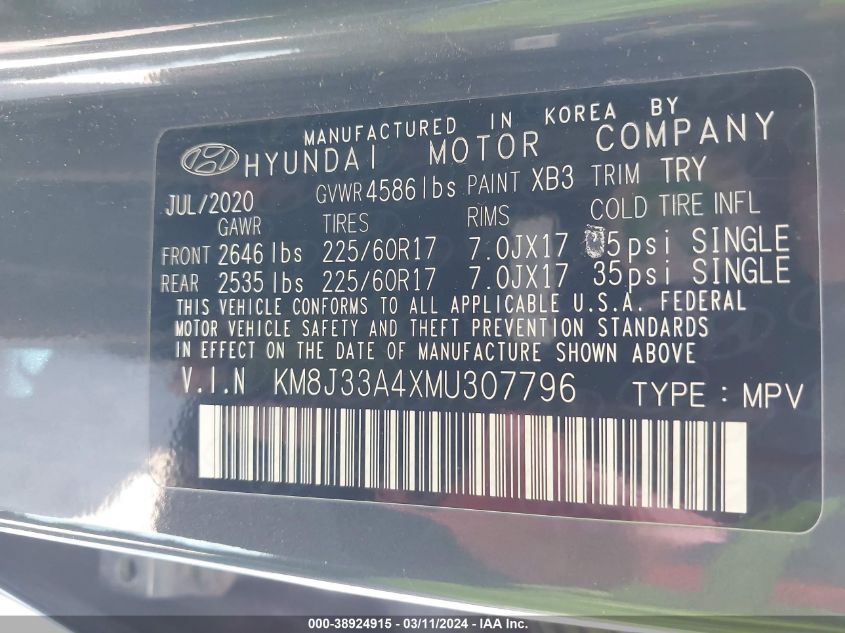 MANUFACTURED IN KOREA BY
HYUNDAI MOTOR COMPANY
JUL/2020 GVWR 4586lbs PAINT XB3 TRIM TRY
GAWR TIRES RIMS COLD TIRE INFL
FRONT 2646 lbs 225/60R17 7.0JX17 5psi SINGLE
REAR 2535 lbs 225/60R17 7.0JX17 35psi SINGLE
THIS VEHICLE CONFORMS TO ALL APPLICABLE U.S.A. FEDERAL
MOTOR VEHICLE SAFETY AND THEFT PREVENTION STANDARDS
IN EFFECT ON THE DATE OF MANUFACTURE SHOWN ABOVE
V.I.N KM8J33A4XMU307796 TYPE : MPV
000-38924915 - 03/11/2024 - IAA Inc.